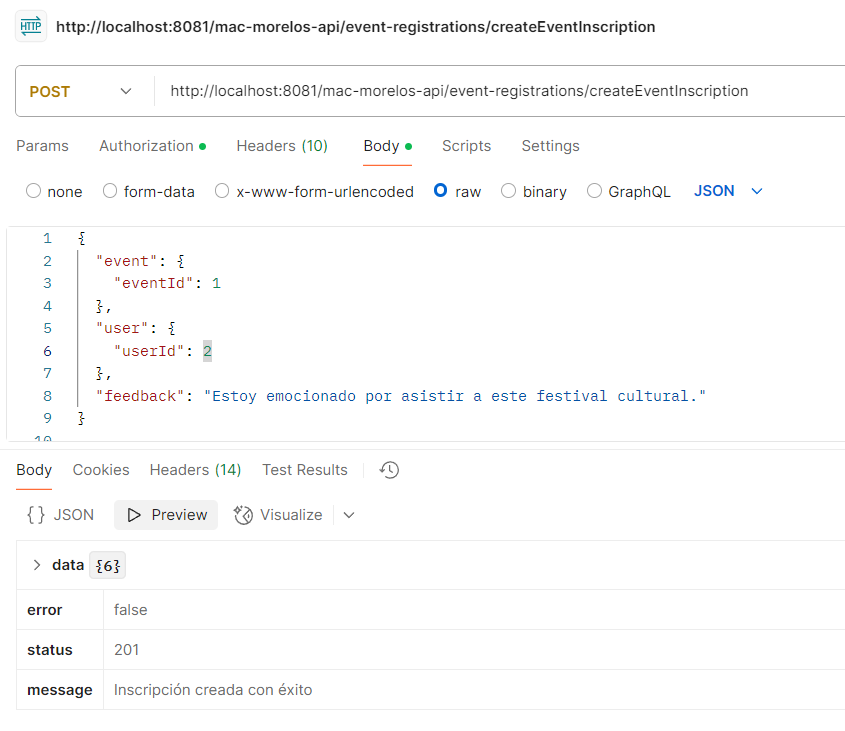 HTTP http://localhost:8081/mac-morelos-api/event-registrations/createEventInscription
POST http://localhost:8081/mac-morelos-api/event-registrations/createEventInscription
Params Authorization Headers (10) Body Scripts Settings
none form-data x-www-form-urlencoded raw binary GraphQL JSON
1 {
2 "event": {
3 "eventId": 1
4 },
5 "user": {
6 "userId": 2
7 },
8 "feedback": "Estoy emocionado por asistir a este festival cultural."
9 }
10
Body Cookies Headers (14) Test Results
{} JSON Preview Visualize
data {6}
error false
status 201
message Inscripción creada con éxito